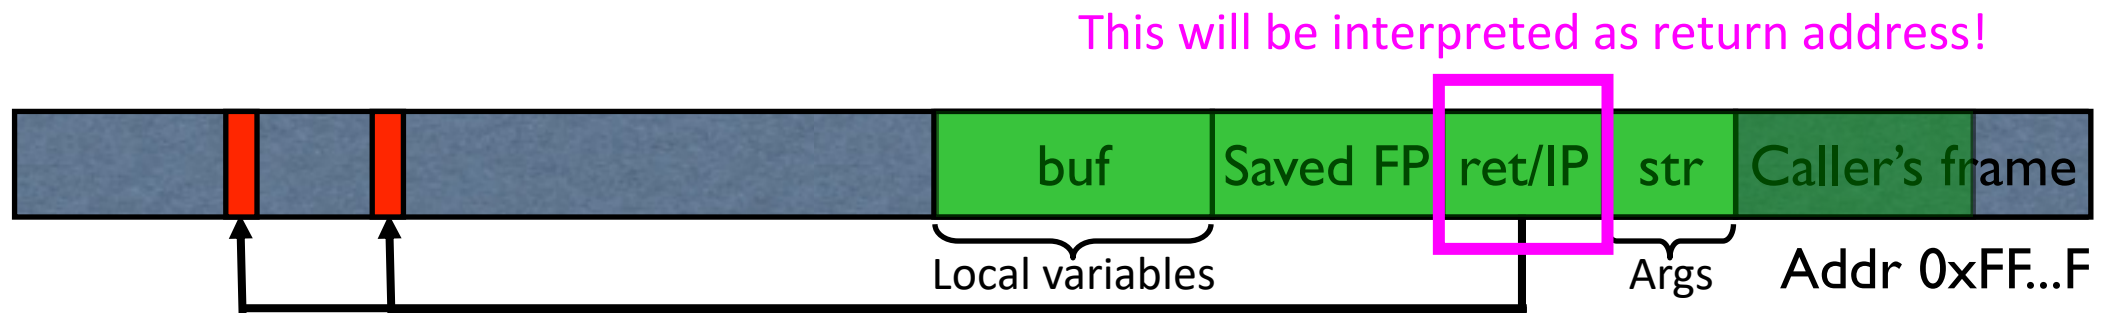 This will be interpreted as return address!
buf Saved FP ret/IP str Caller's frame
Local variables Args Addr 0xFF...F